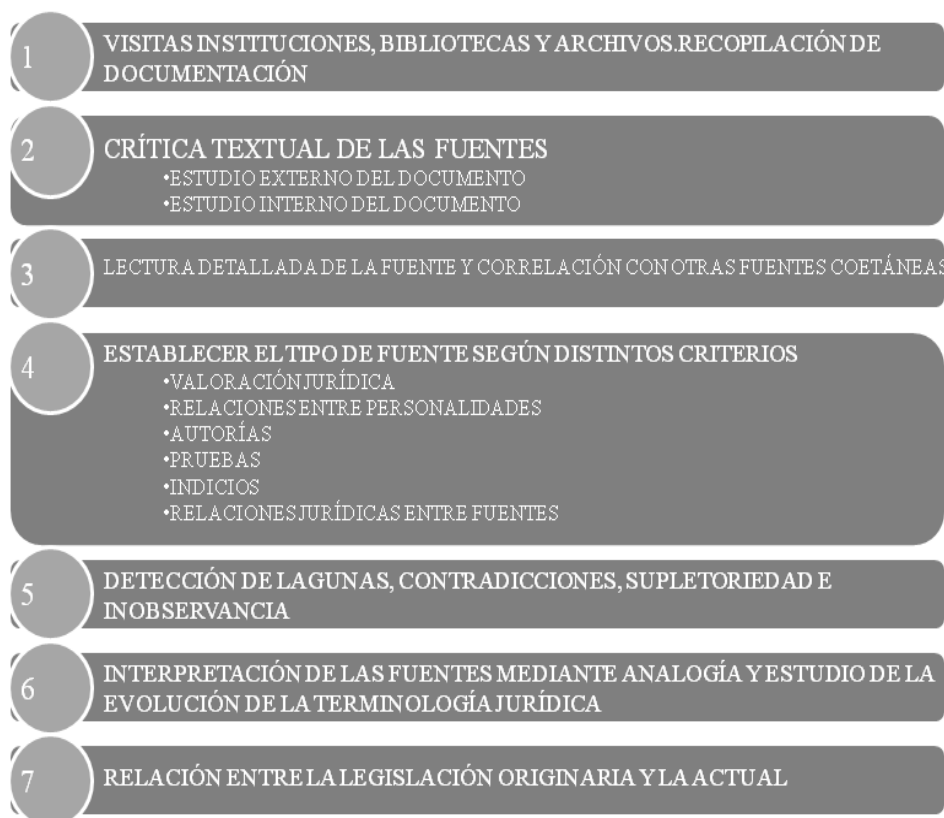 1
VISITAS INSTITUCIONES, BIBLIOTECAS Y ARCHIVOS.RECOPILACIÓN DE
DOCUMENTACIÓN
2
CRÍTICA TEXTUAL DE LAS FUENTES
•ESTUDIO EXTERNO DEL DOCUMENTO
•ESTUDIO INTERNO DEL DOCUMENTO
3
LECTURA DETALLADA DE LA FUENTE Y CORRELACIÓN CON OTRAS FUENTES COETÁNEAS
4
ESTABLECER EL TIPO DE FUENTE SEGÚN DISTINTOS CRITERIOS
•VALORACIÓN JURÍDICA
•RELACIONES ENTRE PERSONALIDADES
•AUTORÍAS
•PRUEBAS
•INDICIOS
•RELACIONES JURÍDICAS ENTRE FUENTES
5
DETECCIÓN DE LAGUNAS, CONTRADICCIONES, SUPLETORIEDAD E
INOBSERVANCIA
6
INTERPRETACIÓN DE LAS FUENTES MEDIANTE ANALOGÍA Y ESTUDIO DE LA
EVOLUCIÓN DE LA TERMINOLOGÍA JURÍDICA
7
RELACIÓN ENTRE LA LEGISLACIÓN ORIGINARIA Y LA ACTUAL